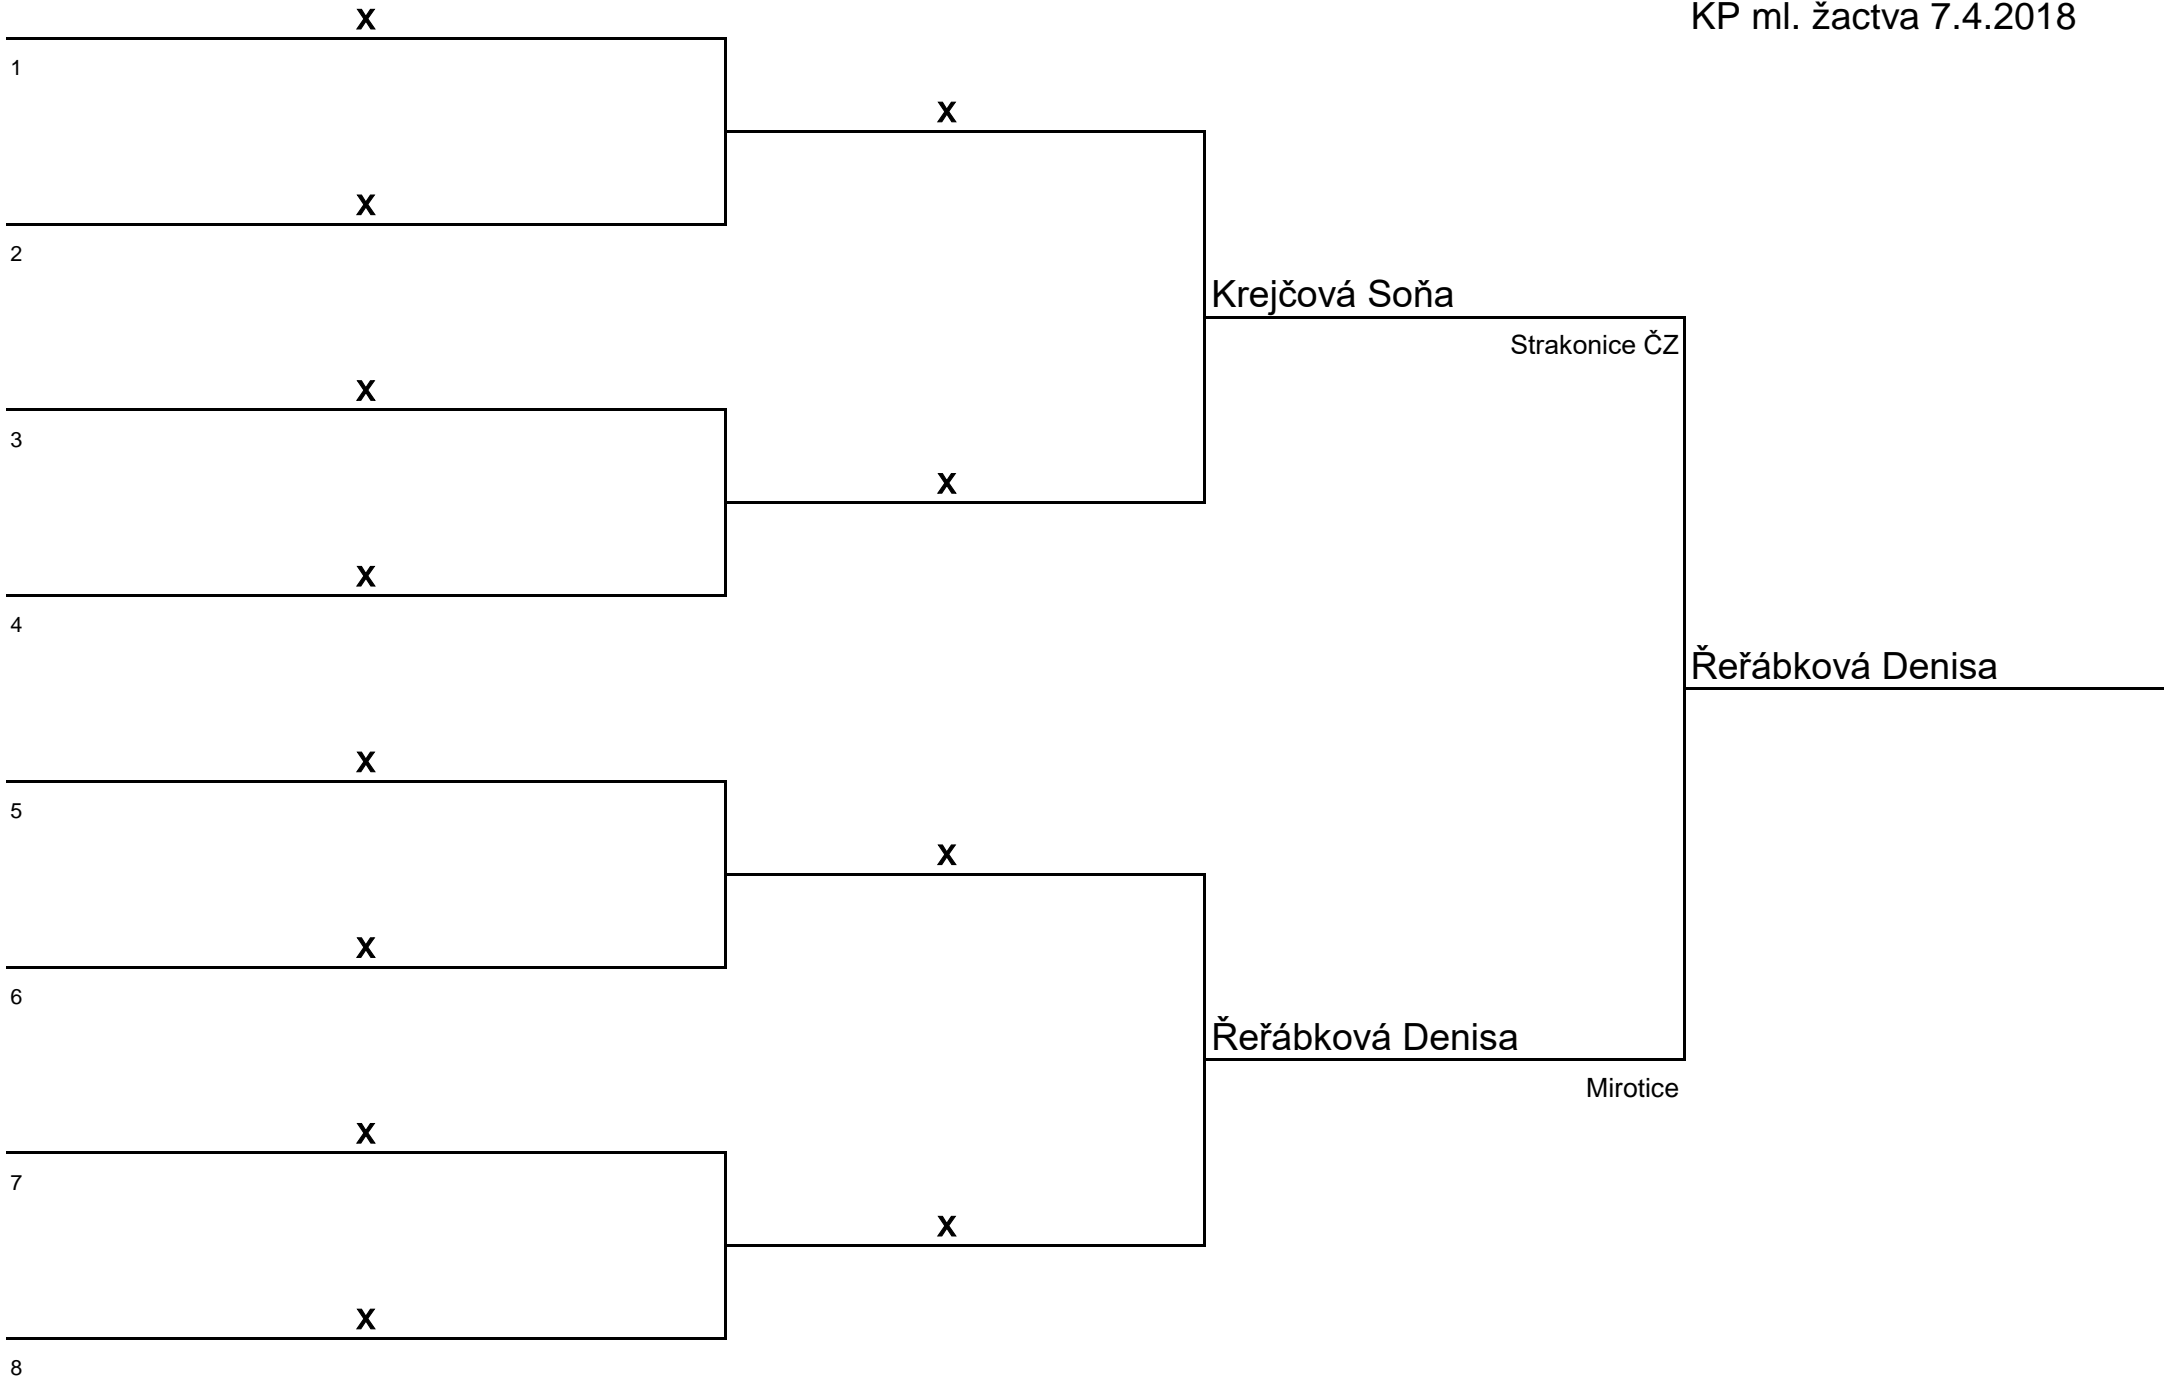 KP ml. žactva 7.4.2018
X
1
X
X
2
Krejčová Soňa
Strakonice ČZ
X
3
X
X
4
Řeřábková Denisa
X
5
X
X
6
Řeřábková Denisa
Mirotice
X
7
X
X
8